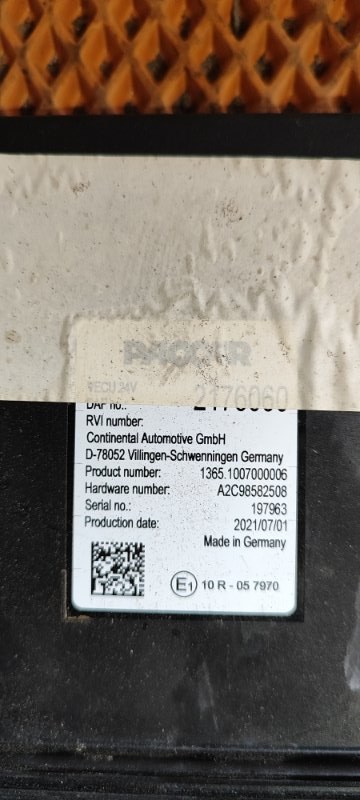 PACCAR
RECU 24V
DAF no.: 2176060
RVI number:
Continental Automotive GmbH
D-78052 Villingen-Schwenningen Germany
Product number: 1365.1007000006
Hardware number: A2C98582508
Serial no.: 197963
Production date: 2021/07/01
Made in Germany
E1 10 R - 05 7970